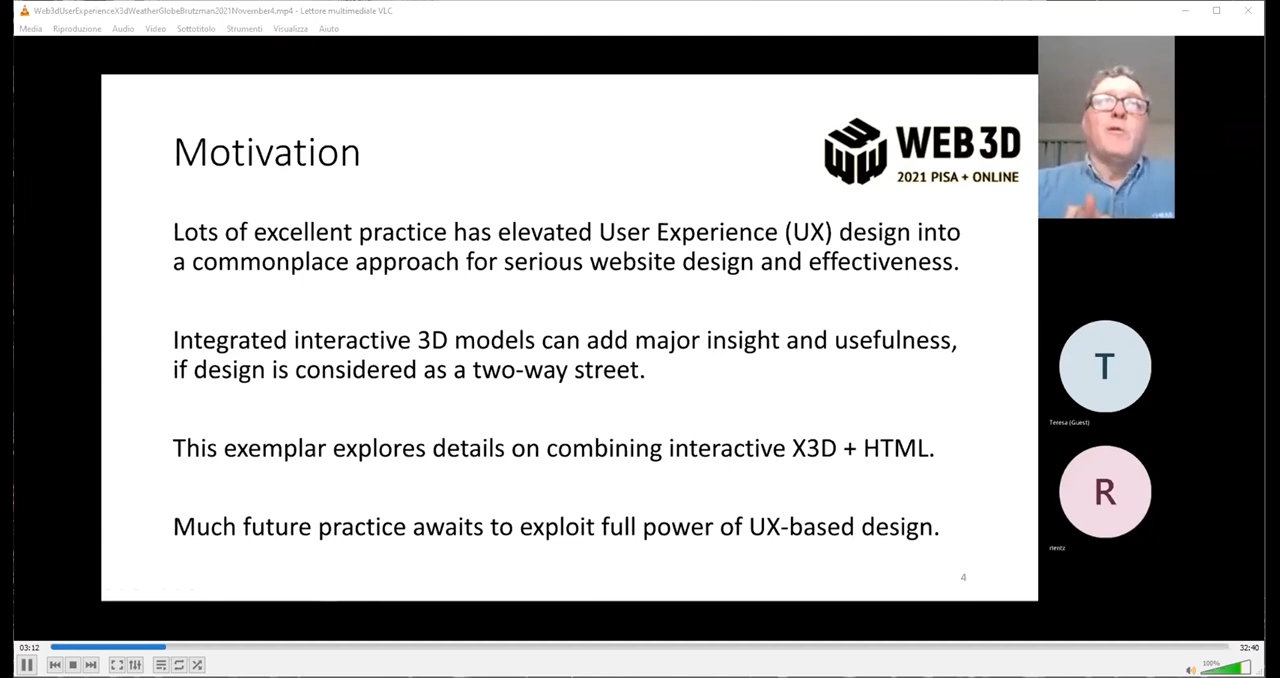 Web3dUserExperienceX3dWeatherGlobeBrutzman2021November4.mp4 - Lettore multimediale VLC
Media Riproduzione Audio Video Sottotitolo Strumenti Visualizza Aiuto
Motivation
WEB 3D
2021 PISA + ONLINE
Lots of excellent practice has elevated User Experience (UX) design into
a commonplace approach for serious website design and effectiveness.
Integrated interactive 3D models can add major insight and usefulness,
if design is considered as a two-way street.
This exemplar explores details on combining interactive X3D + HTML.
Much future practice awaits to exploit full power of UX-based design.
4
T
Teresa (Guest)
R
rientz
03:12
32:40
100%